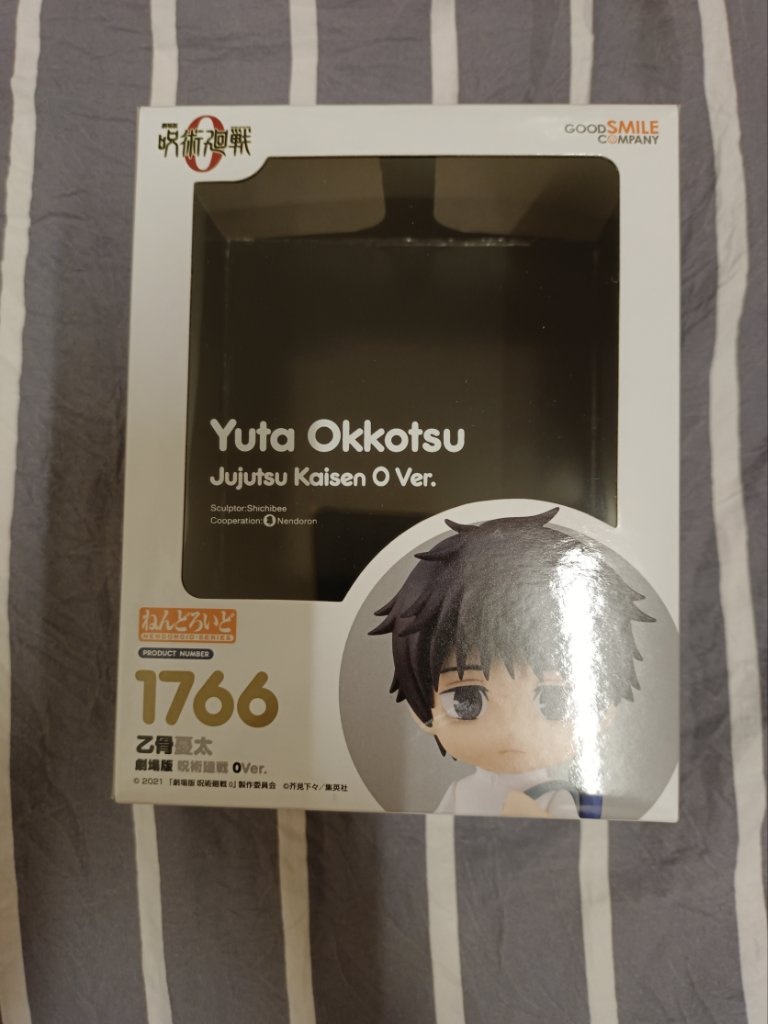 劇場版
呪術廻戦
0
GOODSMILE
COMPANY
Yuta Okkotsu
Jujutsu Kaisen 0 Ver.
Sculptor:Shichibee
Cooperation: Nendoron
ねんどろいど
NENDOROID SERIES
PRODUCT NUMBER
1766
乙骨憂太
劇場版 呪術廻戦 0Ver.
© 2021 「劇場版 呪術廻戦 0」製作委員会 ©芥見下々／集英社